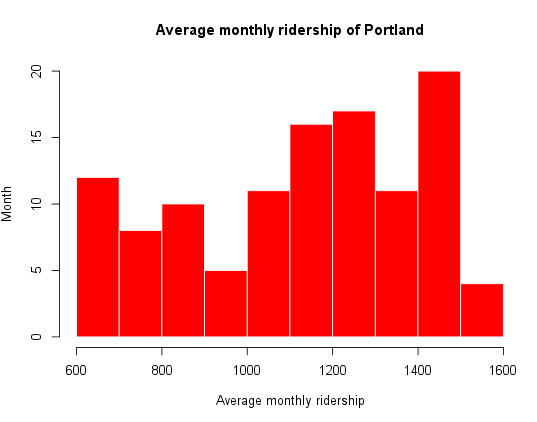 Average monthly ridership of Portland
20
15
10
5
0
Month
600 800 1000 1200 1400 1600
Average monthly ridership